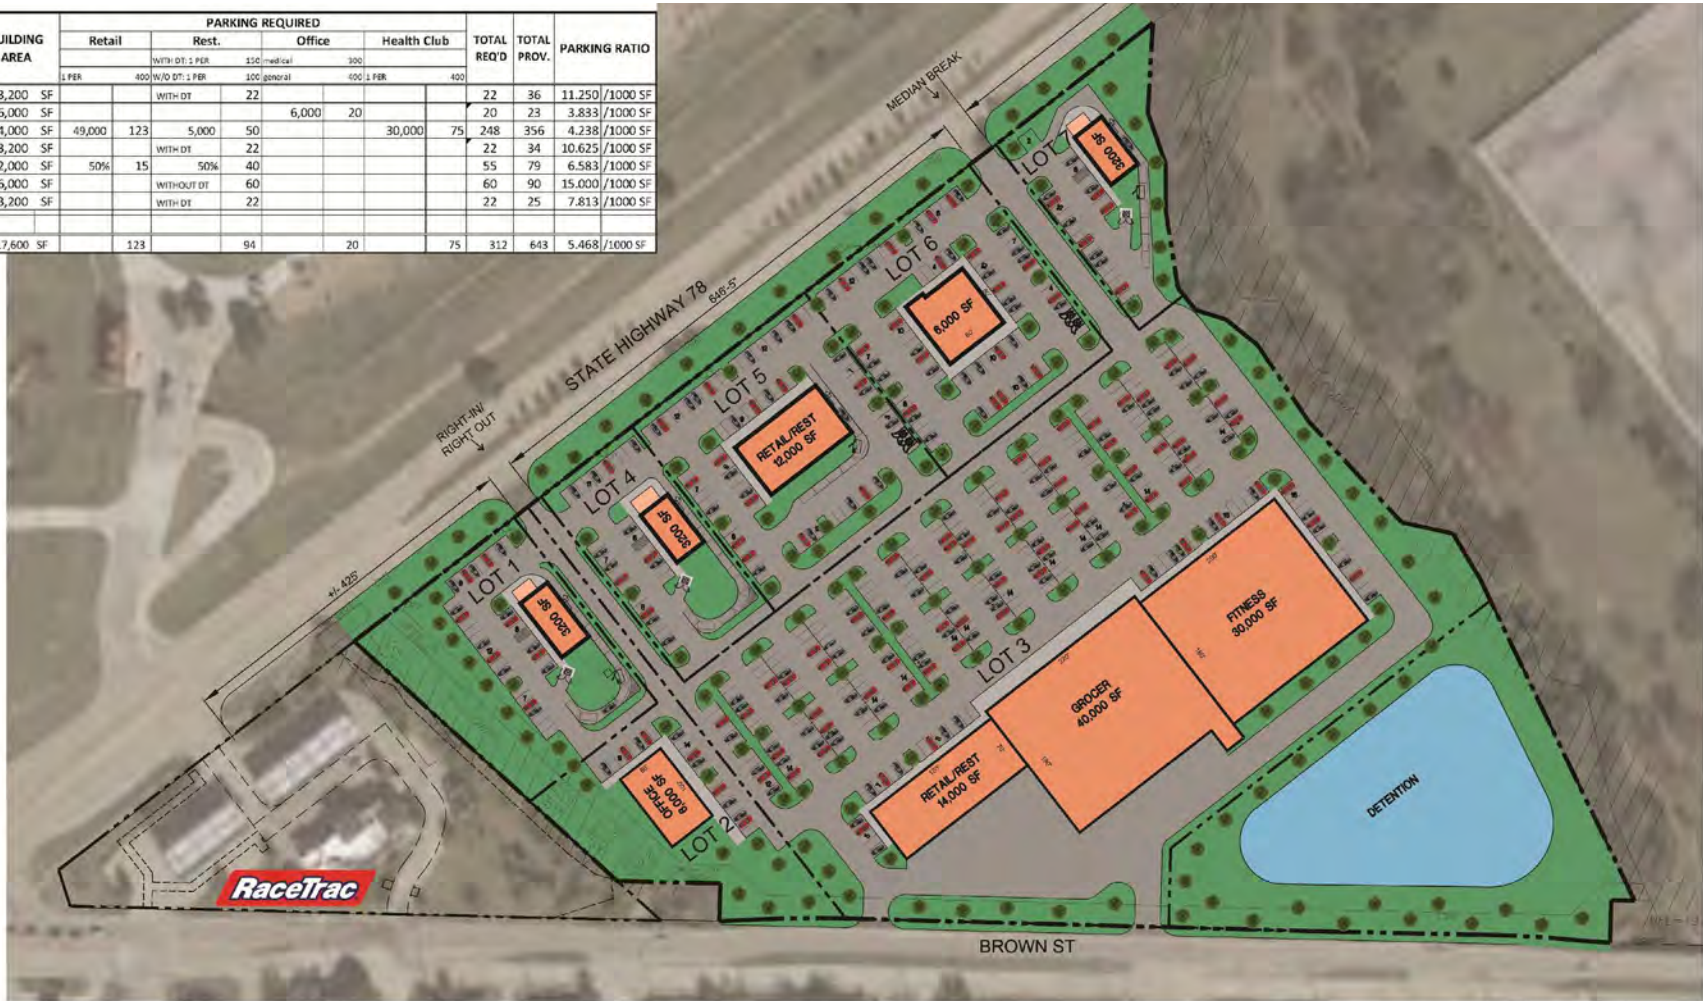 PARKING REQUIRED
UILDING AREA Retail Rest. Office Health Club TOTAL REQ'D TOTAL PROV. PARKING RATIO
WITH DT: 1 PER 150 medical 300
1 PER 400 W/O DT: 1 PER 100 general 400 1 PER 400
3,200 SF WITH DT 22 22 36 11.250 /1000 SF
6,000 SF 6,000 20 20 23 3.833 /1000 SF
4,000 SF 49,000 123 5,000 50 30,000 75 248 356 4.238 /1000 SF
3,200 SF WITH DT 22 22 34 10.625 /1000 SF
2,000 SF 50% 15 50% 40 55 79 6.583 /1000 SF
6,000 SF WITHOUT DT 60 60 90 15.000 /1000 SF
3,200 SF WITH DT 22 22 25 7.813 /1000 SF
17,600 SF 123 94 20 75 312 643 5.468 /1000 SF
MEDIAN BREAK
LOT 7
3200 SF
LOT 6
6,000 SF
STATE HIGHWAY 78
646'-5"
LOT 5
RETAIL/REST
12,000 SF
RIGHT-IN/
RIGHT OUT
LOT 4
3200 SF
+/- 425'
LOT 1
3200 SF
LOT 3
FITNESS
30,000 SF
GROCER
40,000 SF
RETAIL/REST
14,000 SF
OFFICE
6,000 SF
LOT 2
DETENTION
RaceTrac
BROWN ST